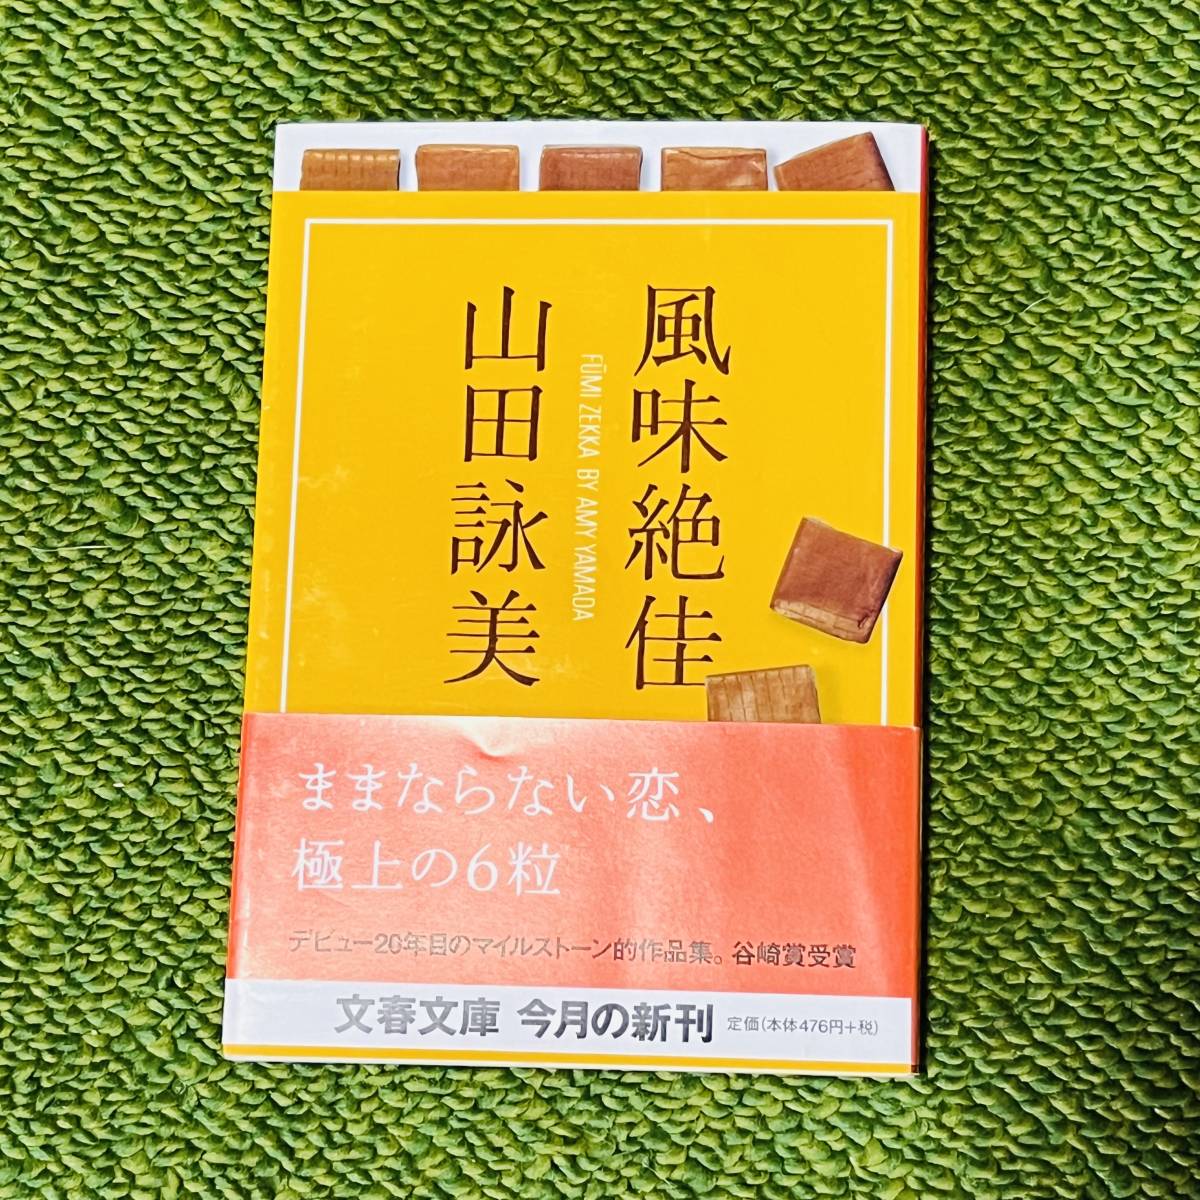 風味絶佳
FŪMI ZEKKA BY AMY YAMADA
山田詠美
ままならない恋、
極上の6粒
デビュー20年目のマイルストーン的作品集。谷崎賞受賞
文春文庫 今月の新刊 定価(本体476円+税)